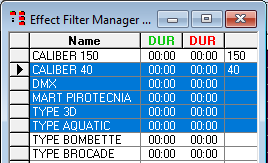 Effect Filter Manager ...
Name DUR DUR
CALIBER 150 00:00 00:00 150
CALIBER 40 00:00 00:00 40
DMX 00:00 00:00
MART PIROTECNIA 00:00 00:00
TYPE 3D 00:00 00:00
TYPE AQUATIC 00:00 00:00
TYPE BOMBETTE 00:00 00:00
TYPE BROCADE 00:00 00:00